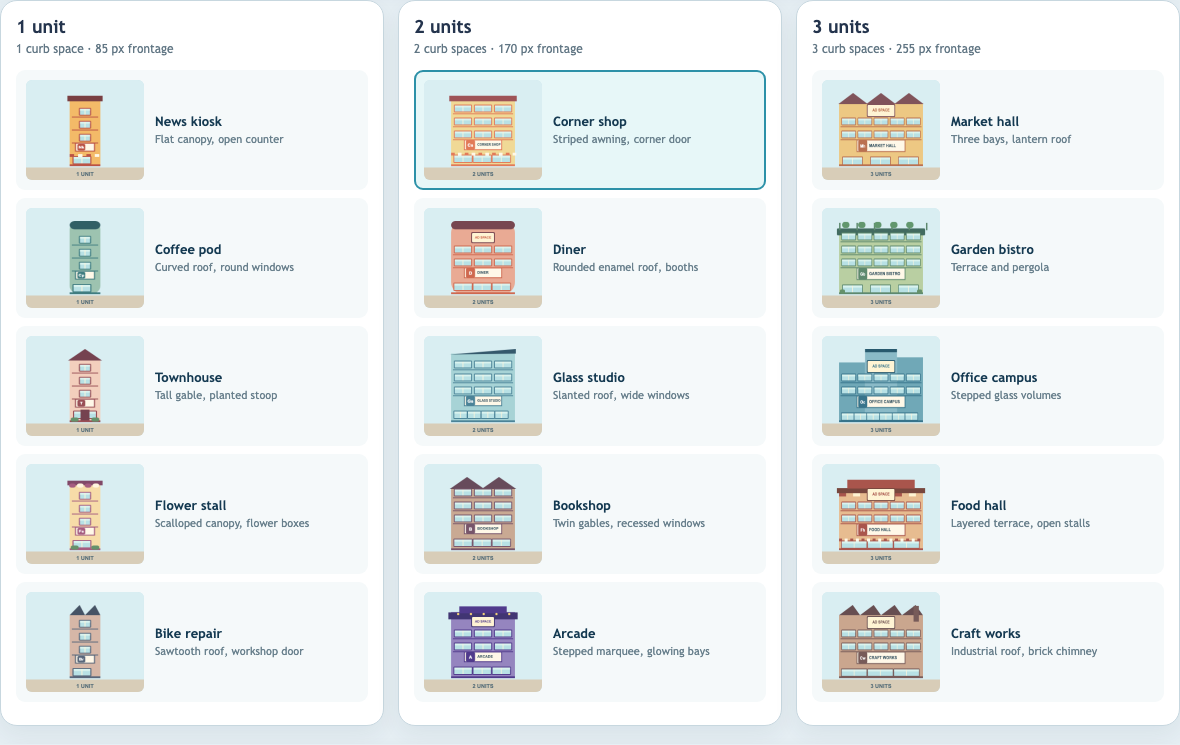 1 unit
1 curb space · 85 px frontage
1 UNIT
News kiosk
Flat canopy, open counter
1 UNIT
Coffee pod
Curved roof, round windows
1 UNIT
Townhouse
Tall gable, planted stoop
1 UNIT
Flower stall
Scalloped canopy, flower boxes
1 UNIT
Bike repair
Sawtooth roof, workshop door
2 units
2 curb spaces · 170 px frontage
CORNER SHOP
2 UNITS
Corner shop
Striped awning, corner door
AD SPACE
D DINER
2 UNITS
Diner
Rounded enamel roof, booths
GLASS STUDIO
2 UNITS
Glass studio
Slanted roof, wide windows
B BOOKSHOP
2 UNITS
Bookshop
Twin gables, recessed windows
AD SPACE
A ARCADE
2 UNITS
Arcade
Stepped marquee, glowing bays
3 units
3 curb spaces · 255 px frontage
AD SPACE
MARKET HALL
3 UNITS
Market hall
Three bays, lantern roof
GARDEN BISTRO
3 UNITS
Garden bistro
Terrace and pergola
AD SPACE
Oc OFFICE CAMPUS
3 UNITS
Office campus
Stepped glass volumes
AD SPACE
Fh FOOD HALL
3 UNITS
Food hall
Layered terrace, open stalls
AD SPACE
Cw CRAFT WORKS
3 UNITS
Craft works
Industrial roof, brick chimney